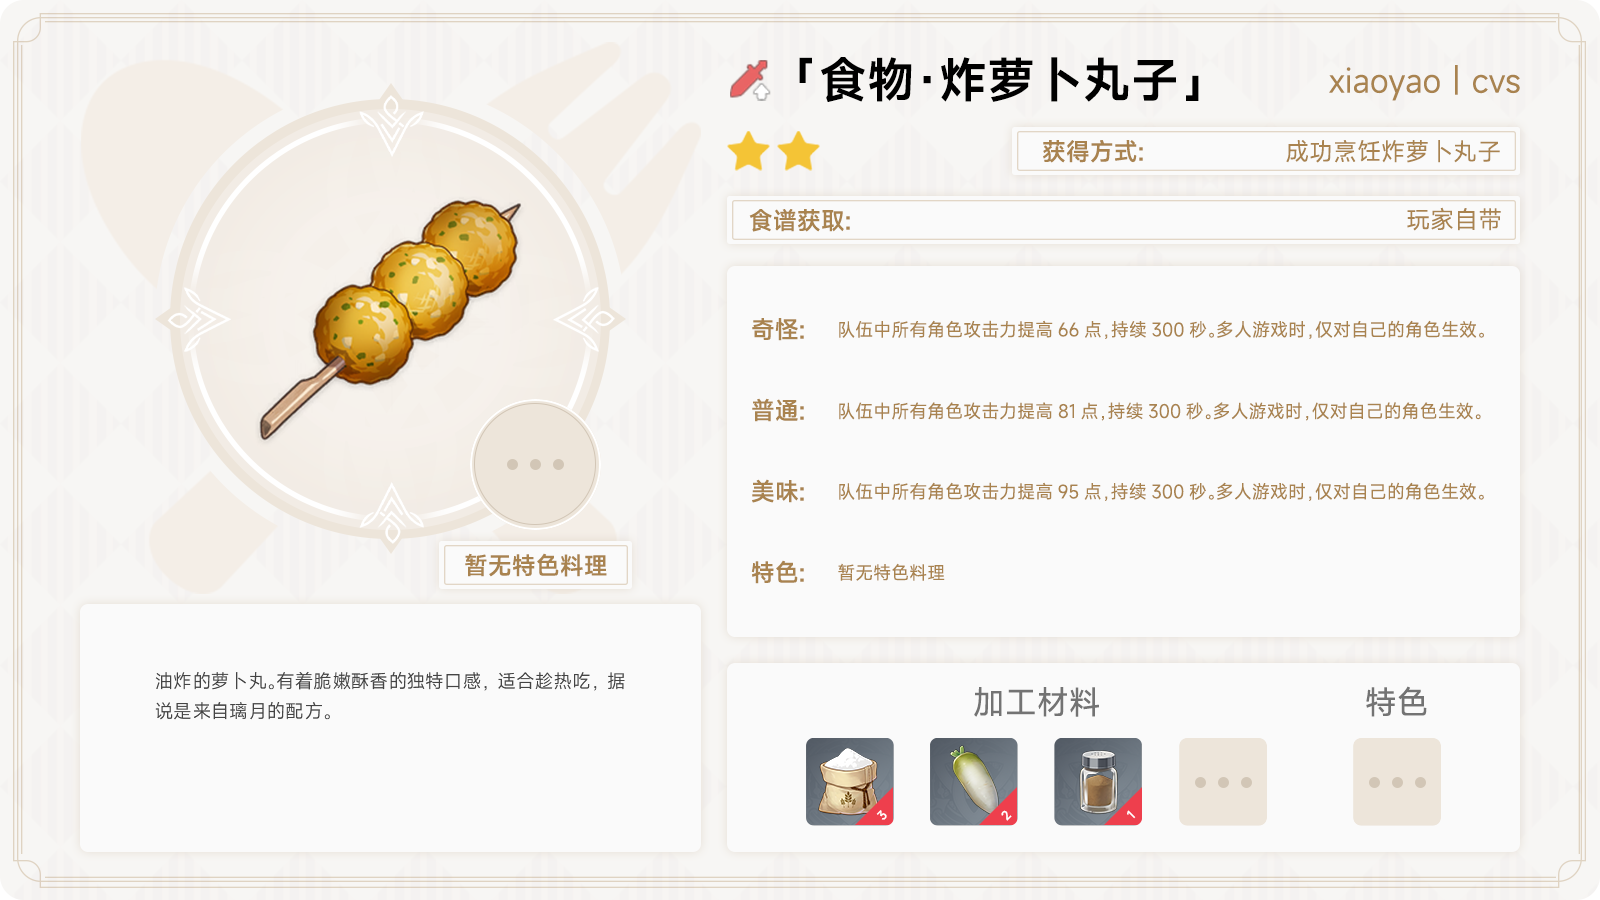 「食物·炸萝卜丸子」
xiaoyao | cvs
获得方式:
成功烹饪炸萝卜丸子
食谱获取:
玩家自带
奇怪:
队伍中所有角色攻击力提高 66 点,持续 300 秒。多人游戏时,仅对自己的角色生效。
普通:
队伍中所有角色攻击力提高 81 点,持续 300 秒。多人游戏时,仅对自己的角色生效。
美味:
队伍中所有角色攻击力提高 95 点,持续 300 秒。多人游戏时,仅对自己的角色生效。
特色:
暂无特色料理
暂无特色料理
油炸的萝卜丸。有着脆嫩酥香的独特口感，适合趁热吃，据
说是来自璃月的配方。
加工材料
特色
3
2
1